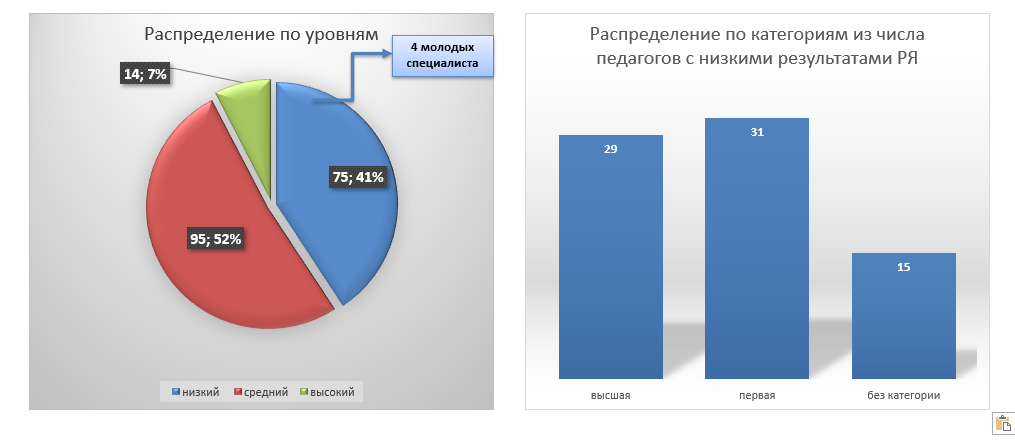 Распределение по уровням
4 молодых
специалиста
14; 7%
75; 41%
95; 52%
низкий средний высокий
Распределение по категориям из числа
педагогов с низкими результатами РЯ
29
31
15
высшая первая без категории